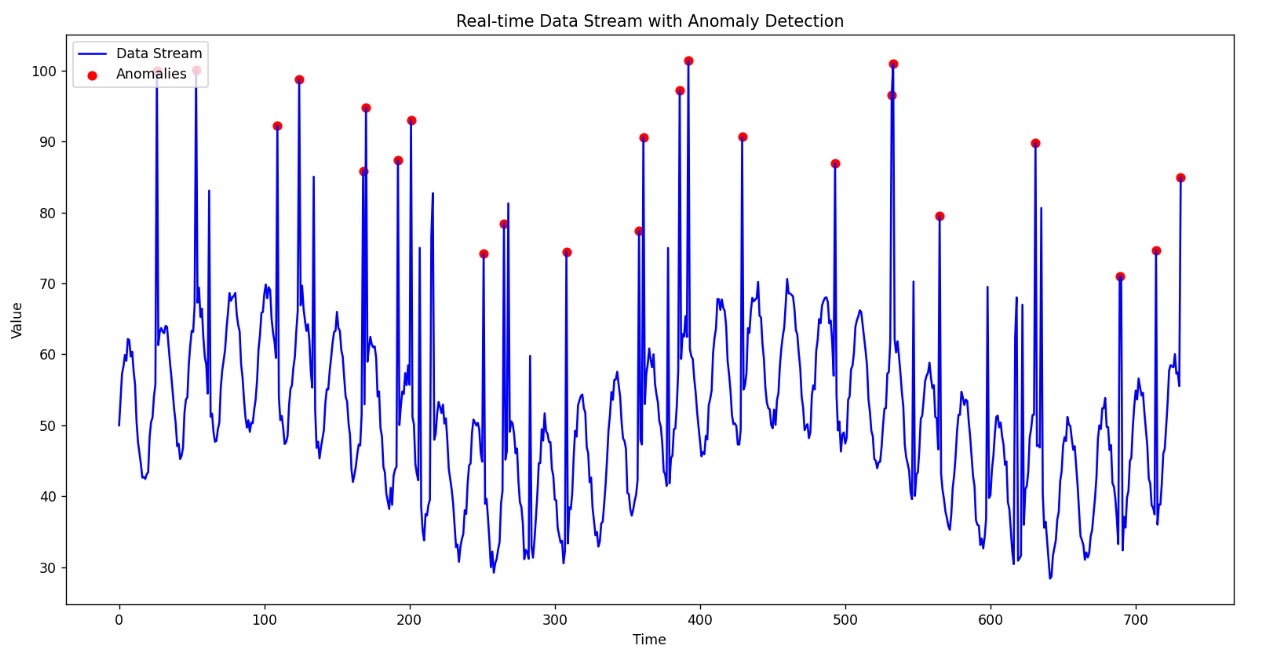 Real-time Data Stream with Anomaly Detection
Data Stream
Anomalies
100
90
80
70
60
50
40
30
Value
0 100 200 300 400 500 600 700
Time